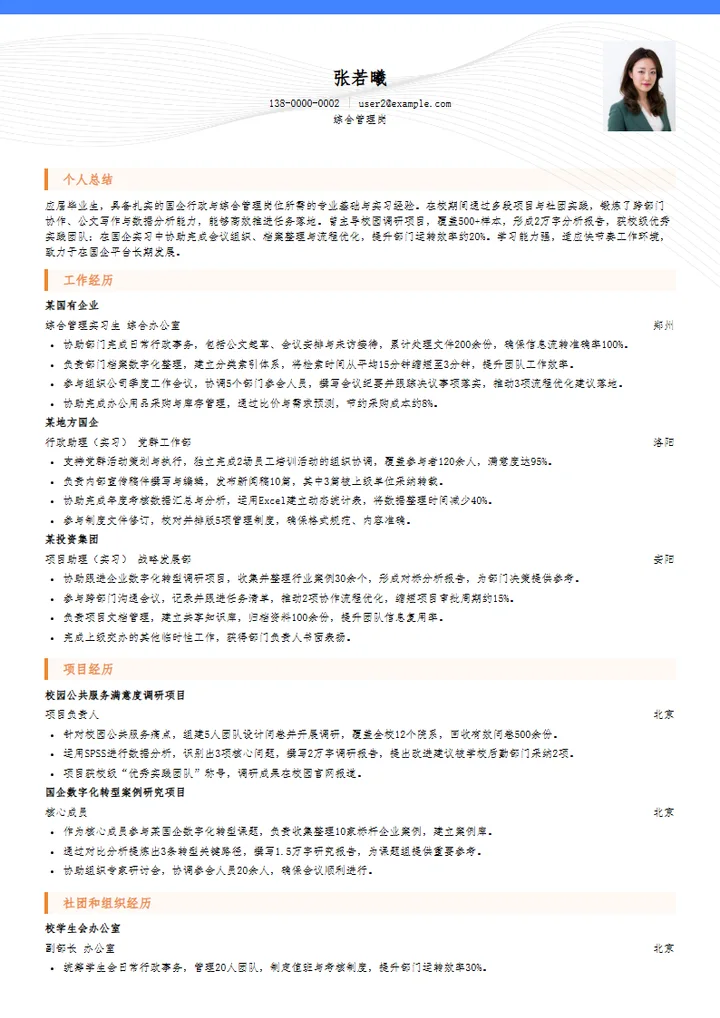 张若曦
138-0000-0002 | user2@example.com
综合管理岗
个人总结
应届毕业生，具备扎实的国企行政与综合管理岗位所需的专业基础与实习经验。在校期间通过多段项目与社团实践，锻炼了跨部门
协作、公文写作与数据分析能力，能够高效推进任务落地。曾主导校园调研项目，覆盖500+样本，形成2万字分析报告，获校级优秀
实践团队；在国企实习中协助完成会议组织、档案整理与流程优化，提升部门运转效率约20%。学习能力强，适应快节奏工作环境，
致力于在国企平台长期发展。
工作经历
某国有企业
综合管理实习生 综合办公室 郑州
• 协助部门完成日常行政事务，包括公文起草、会议安排与来访接待，累计处理文件200余份，确保信息流转准确率100%。
• 负责部门档案数字化整理，建立分类索引体系，将检索时间从平均15分钟缩短至3分钟，提升团队工作效率。
• 参与组织公司季度工作会议，协调5个部门参会人员，撰写会议纪要并跟踪决议事项落实，推动3项流程优化建议落地。
• 协助完成办公用品采购与库存管理，通过比价与需求预测，节约采购成本约8%。
某地方国企
行政助理（实习） 党群工作部 洛阳
• 支持党群活动策划与执行，独立完成2场员工培训活动的组织协调，覆盖参与者120余人，满意度达95%。
• 负责内部宣传稿件撰写与编辑，发布新闻稿10篇，其中3篇被上级单位采纳转载。
• 协助完成年度考核数据汇总与分析，运用Excel建立动态统计表，将数据整理时间减少40%。
• 参与制度文件修订，校对并排版5项管理制度，确保格式规范、内容准确。
某投资集团
项目助理（实习） 战略发展部 安阳
• 协助跟进企业数字化转型调研项目，收集并整理行业案例30余个，形成对标分析报告，为部门决策提供参考。
• 参与跨部门沟通会议，记录并跟进任务清单，推动2项协作流程优化，缩短项目审批周期约15%。
• 负责项目文档管理，建立共享知识库，归档资料100余份，提升团队信息复用率。
• 完成上级交办的其他临时性工作，获得部门负责人书面表扬。
项目经历
校园公共服务满意度调研项目
项目负责人 北京
• 针对校园公共服务痛点，组建5人团队设计问卷并开展调研，覆盖全校12个院系，回收有效问卷500余份。
• 运用SPSS进行数据分析，识别出3项核心问题，撰写2万字调研报告，提出改进建议被学校后勤部门采纳2项。
• 项目获校级“优秀实践团队”称号，调研成果在校园官网报道。
国企数字化转型案例研究项目
核心成员 北京
• 作为核心成员参与某国企数字化转型课题，负责收集整理10家标杆企业案例，建立案例库。
• 通过对比分析提炼出3条转型关键路径，撰写1.5万字研究报告，为课题组提供重要参考。
• 协助组织专家研讨会，协调参会人员20余人，确保会议顺利进行。
社团和组织经历
校学生会办公室
副部长 办公室 北京
• 统筹学生会日常行政事务，管理20人团队，制定值班与考核制度，提升部门运转效率30%。